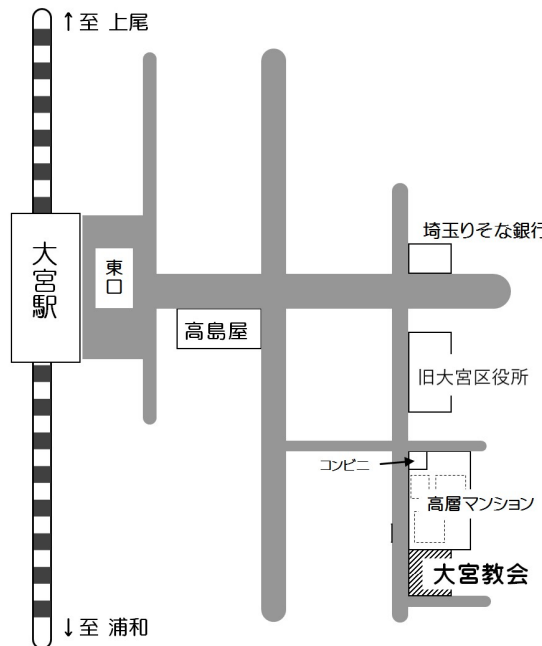 ↑至 上尾
埼玉りそな銀行
大宮駅
東口
高島屋
旧大宮区役所
コンビニ
高層マンション
大宮教会
↓至 浦和